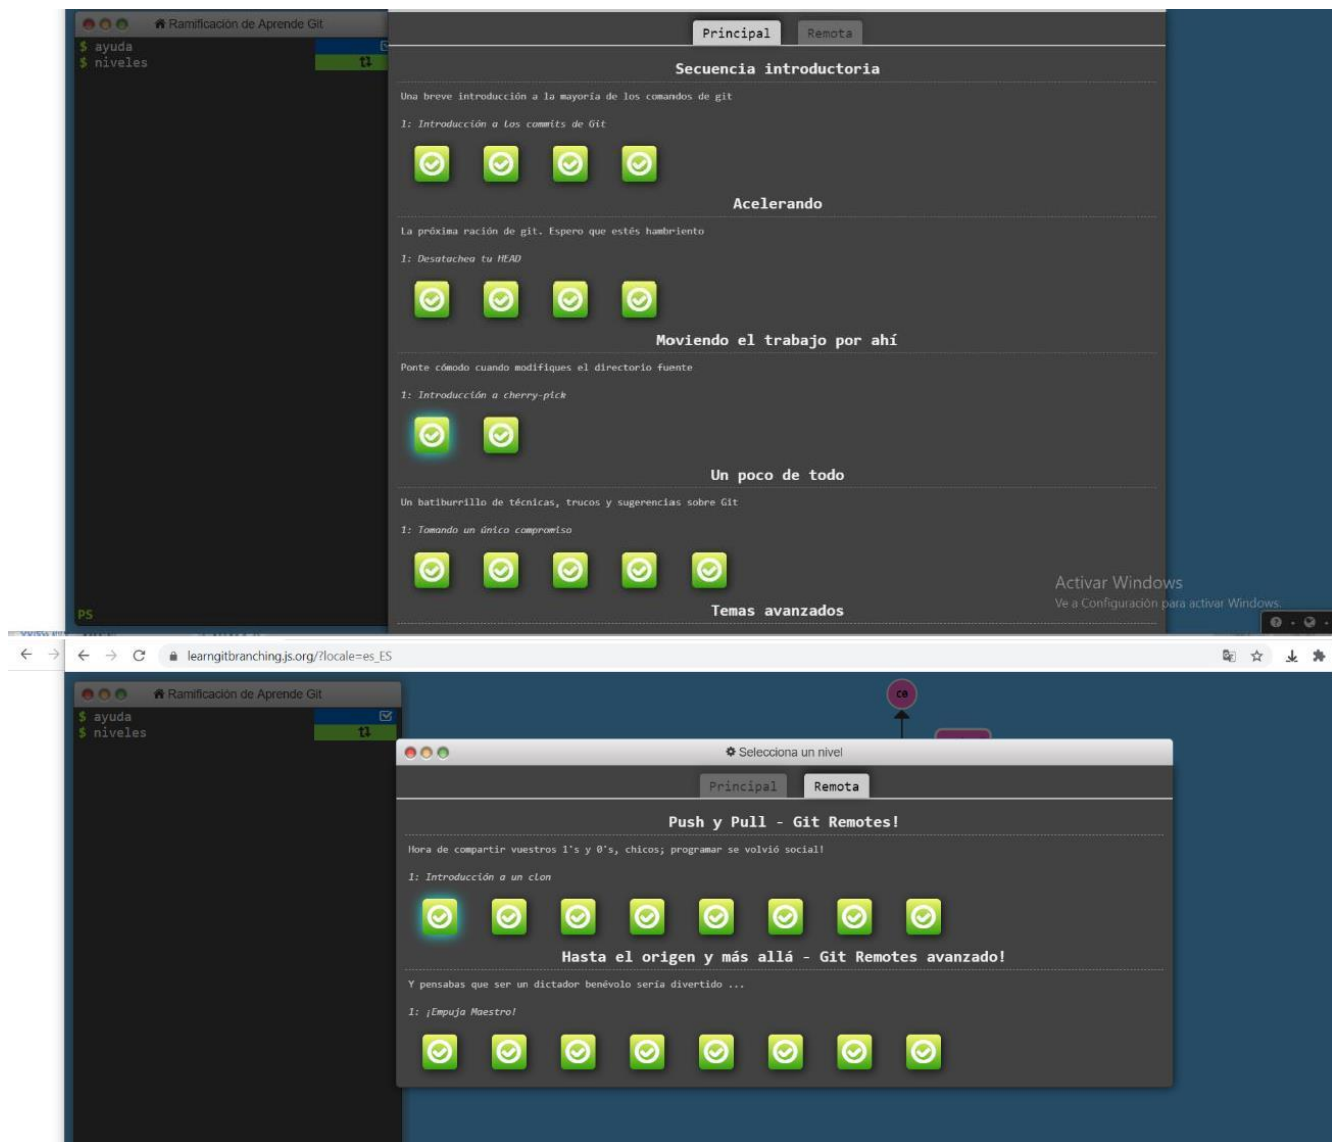 Ramificación de Aprende Git
$ ayuda
$ niveles
Principal
Remota
Secuencia introductoria
Una breve introducción a la mayoría de los comandos de git
1: Introducción a los commits de Git
Acelerando
La próxima ración de git. Espero que estés hambriento
1: Desatachea tu HEAD
Moviendo el trabajo por ahí
Ponte cómodo cuando modifiques el directorio fuente
1: Introducción a cherry-pick
Un poco de todo
Un batiburrillo de técnicas, trucos y sugerencias sobre Git
1: Tomando un único compromiso
Temas avanzados
PS
Activar Windows
Ve a Configuración para activar Windows.
learngitbranching.js.org/?locale=es_ES
Ramificación de Aprende Git
$ ayuda
$ niveles
c0
Selecciona un nivel
Principal
Remota
Push y Pull - Git Remotes!
Hora de compartir vuestros 1's y 0's, chicos; programar se volvió social!
1: Introducción a un clon
Hasta el origen y más allá - Git Remotes avanzado!
Y pensabas que ser un dictador benévolo sería divertido ...
1: ¡Empuja Maestro!